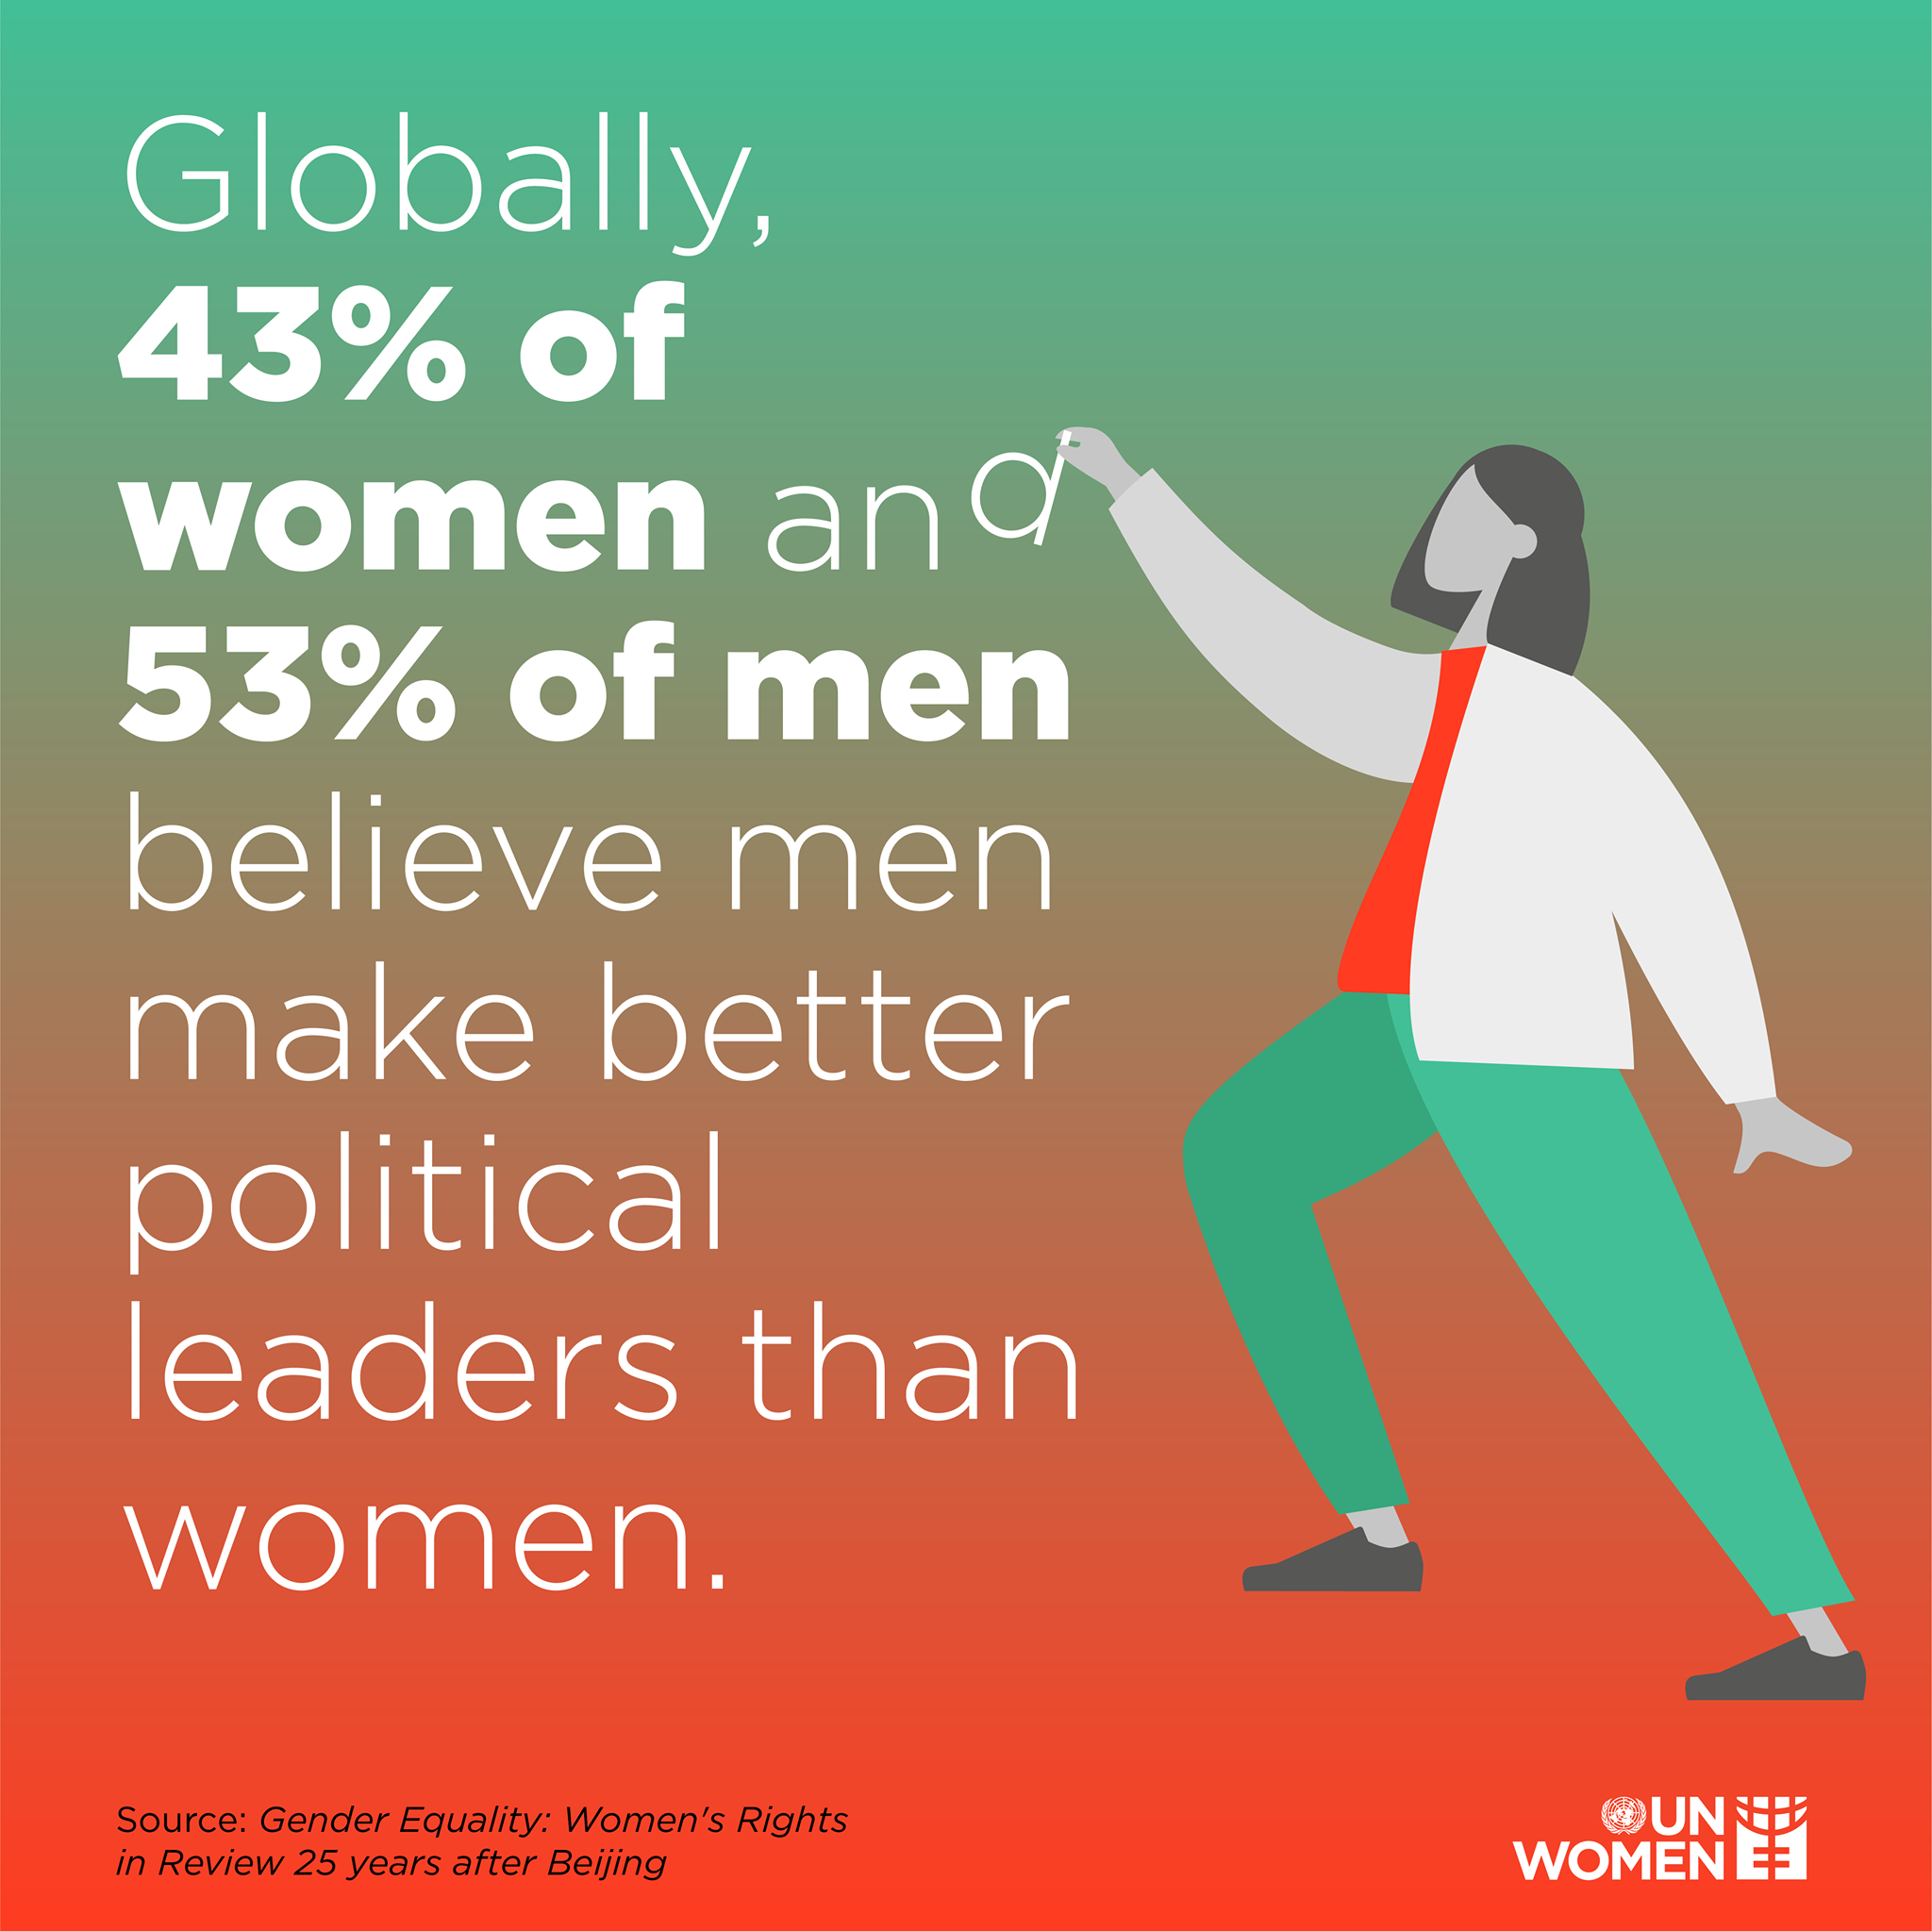 Globally,
43% of
women and
53% of men
believe men
make better
political
leaders than
women.
Source: Gender Equality: Women's Rights
in Review 25 years after Beijing
UN
WOMEN